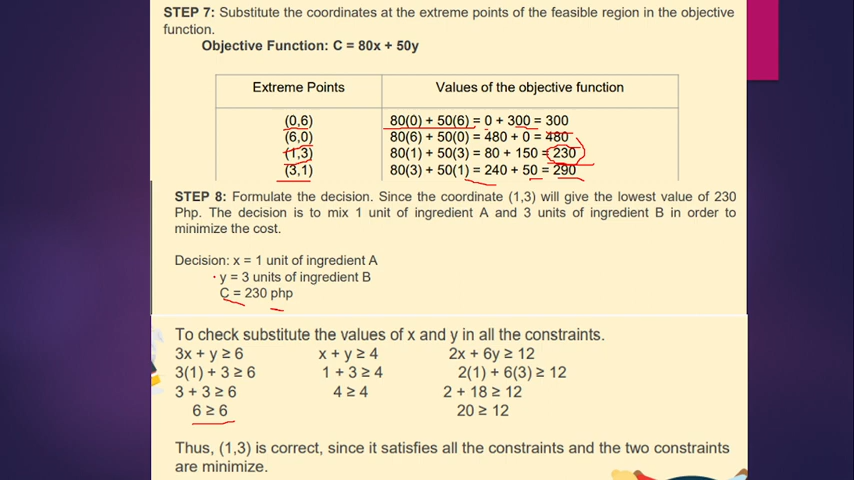 STEP 7: Substitute the coordinates at the extreme points of the feasible region in the objective
function.
Objective Function: C = 80x + 50y
Extreme Points Values of the objective function
(0,6) 80(0) + 50(6) = 0 + 300 = 300
(6,0) 80(6) + 50(0) = 480 + 0 = 480
(1,3) 80(1) + 50(3) = 80 + 150 = 230
(3,1) 80(3) + 50(1) = 240 + 50 = 290
STEP 8: Formulate the decision. Since the coordinate (1,3) will give the lowest value of 230
Php. The decision is to mix 1 unit of ingredient A and 3 units of ingredient B in order to
minimize the cost.
Decision: x = 1 unit of ingredient A
y = 3 units of ingredient B
C = 230 php
To check substitute the values of x and y in all the constraints.
3x + y ≥ 6 x + y ≥ 4 2x + 6y ≥ 12
3(1) + 3 ≥ 6 1 + 3 ≥ 4 2(1) + 6(3) ≥ 12
3 + 3 ≥ 6 4 ≥ 4 2 + 18 ≥ 12
6 ≥ 6 20 ≥ 12
Thus, (1,3) is correct, since it satisfies all the constraints and the two constraints
are minimize.